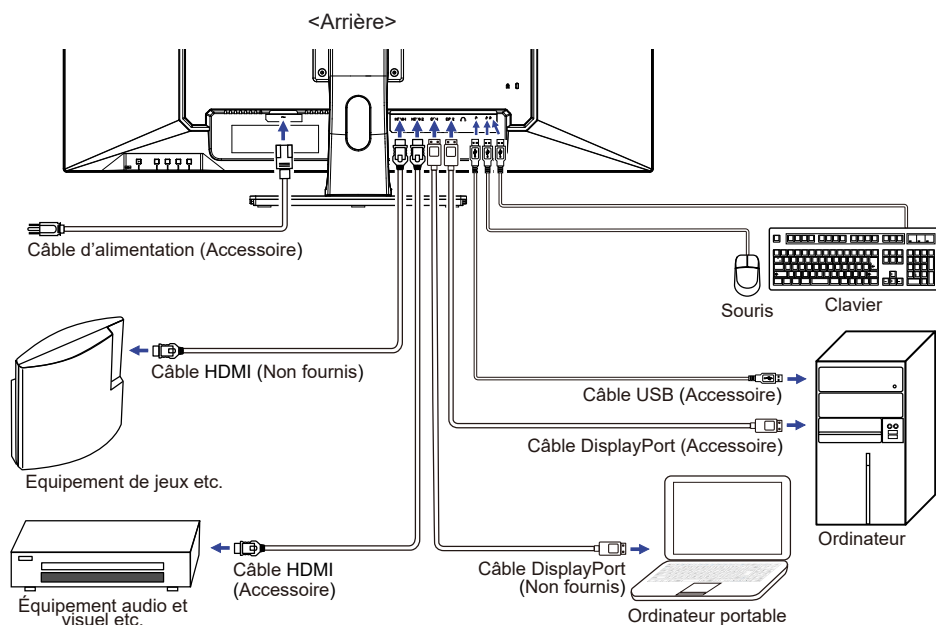 <Arrière>
Câble d'alimentation (Accessoire)
Souris
Clavier
Câble HDMI (Non fournis)
Câble USB (Accessoire)
Câble DisplayPort (Accessoire)
Equipement de jeux etc.
Ordinateur
Câble HDMI
(Accessoire)
Câble DisplayPort
(Non fournis)
Équipement audio et
visuel etc.
Ordinateur portable